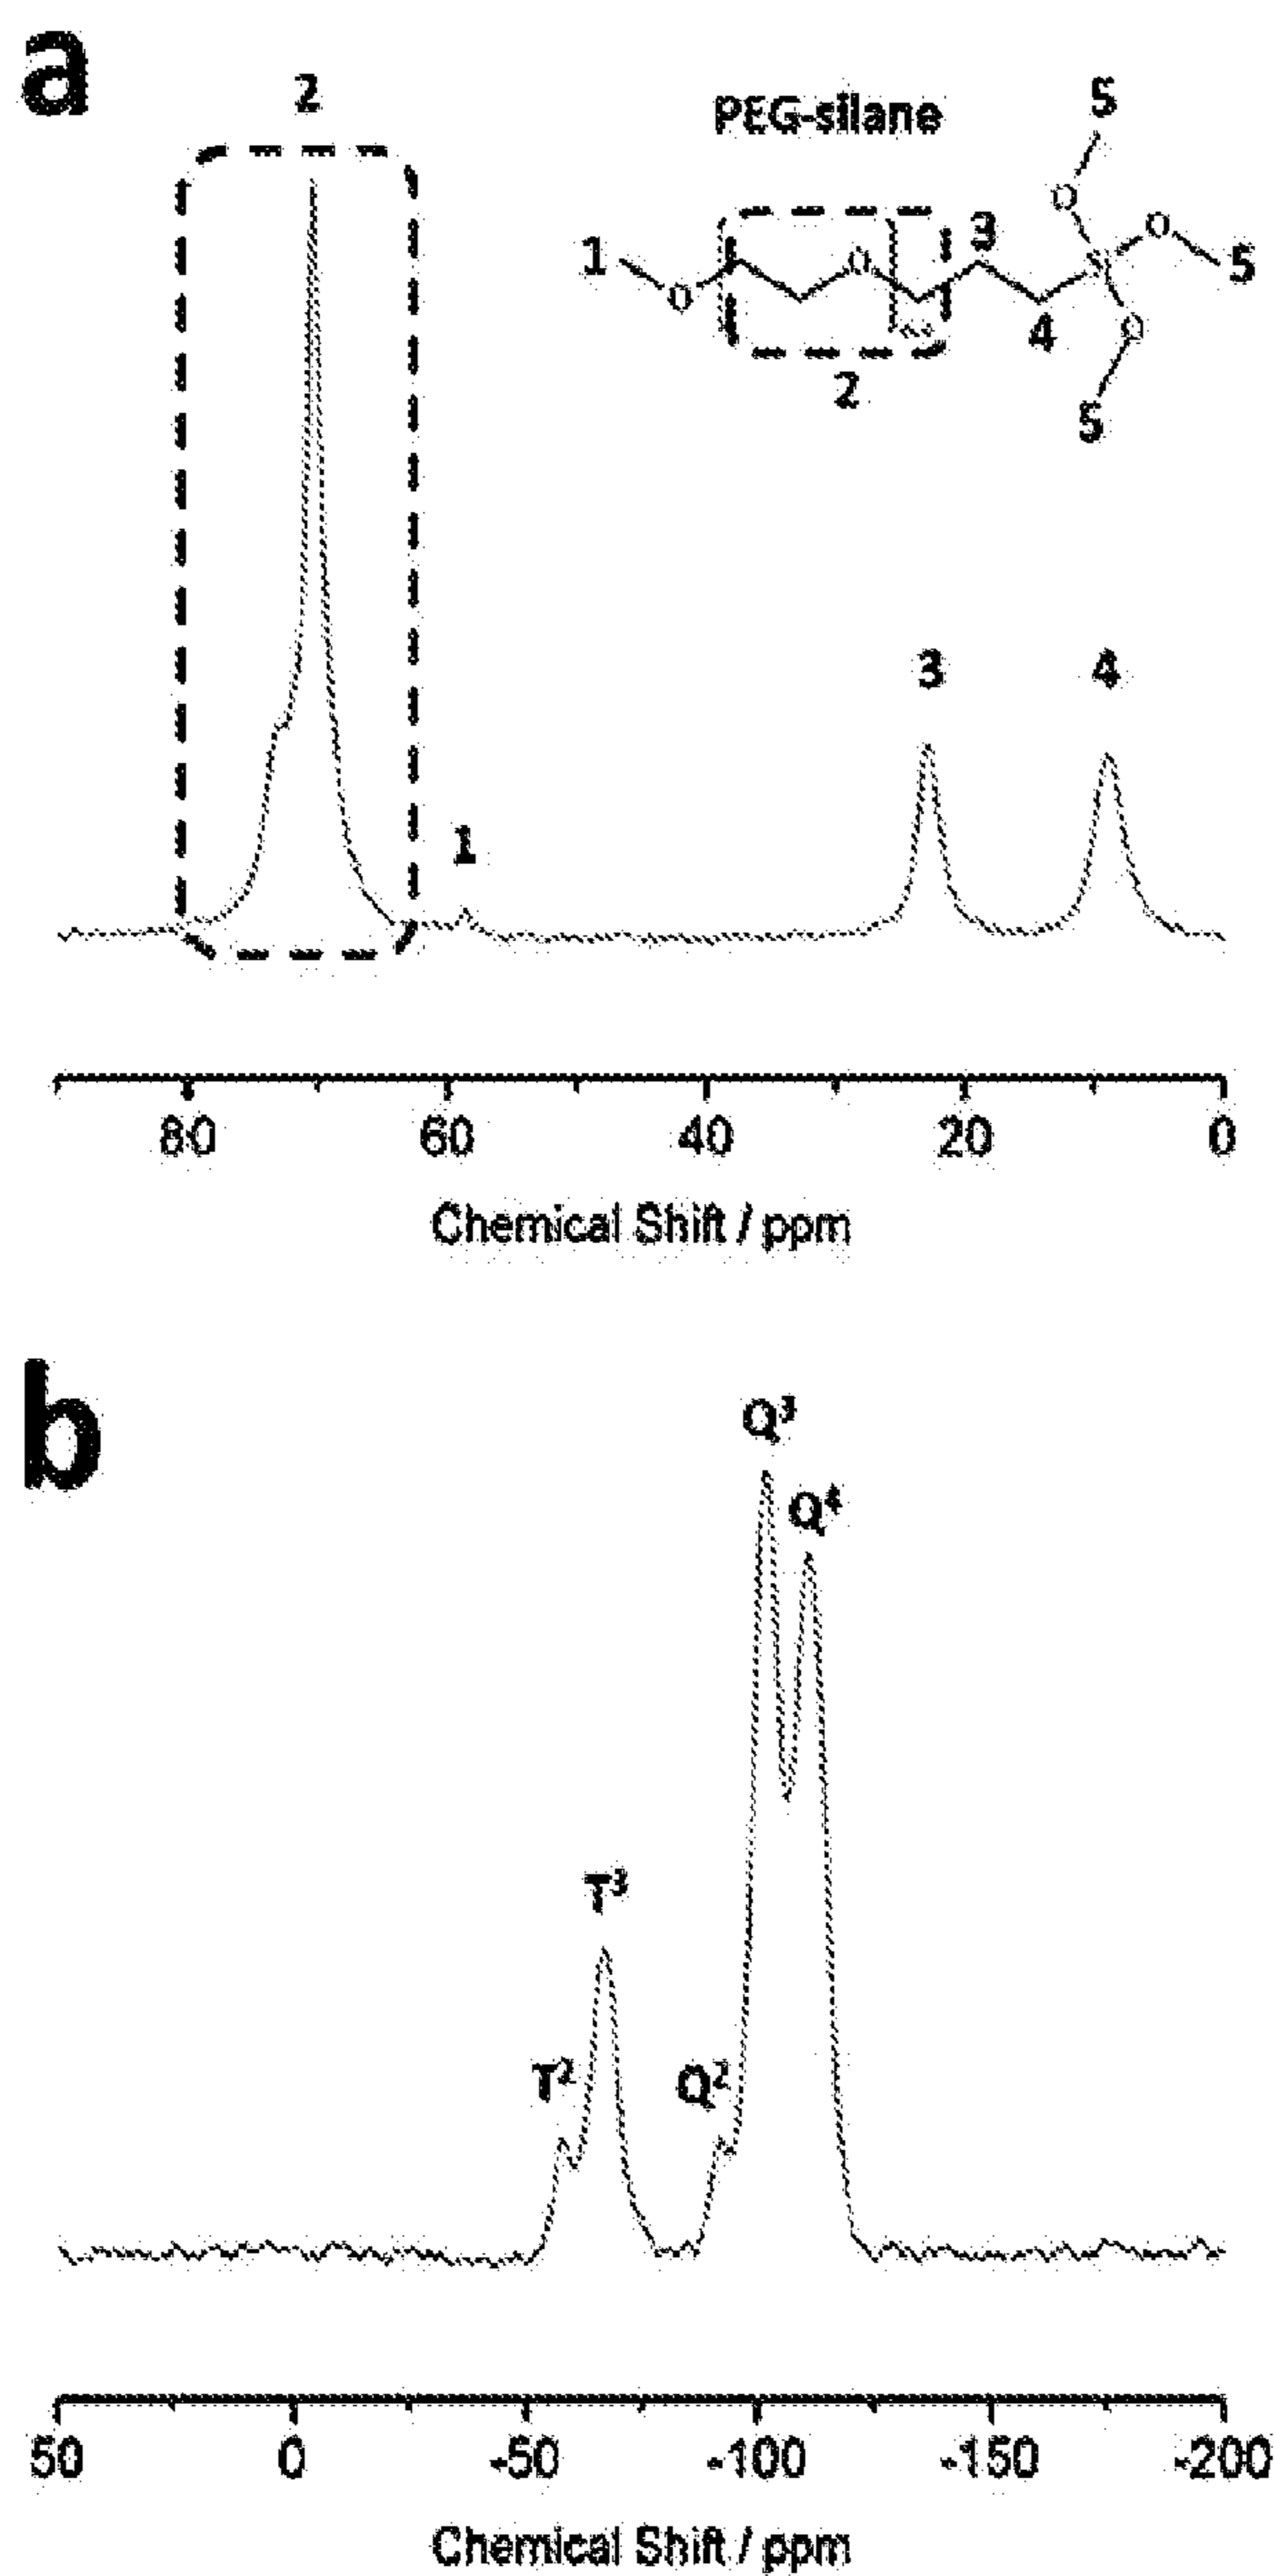 a
2
PEG-silane
5
O
O
1
O
3
Si
5
O
4
O
2
5
3
4
1
80 60 40 20 0
Chemical Shift / ppm
b
Q³
Q⁴
T³
T²
Q²
50 0 -50 -100 -150 -200
Chemical Shift / ppm